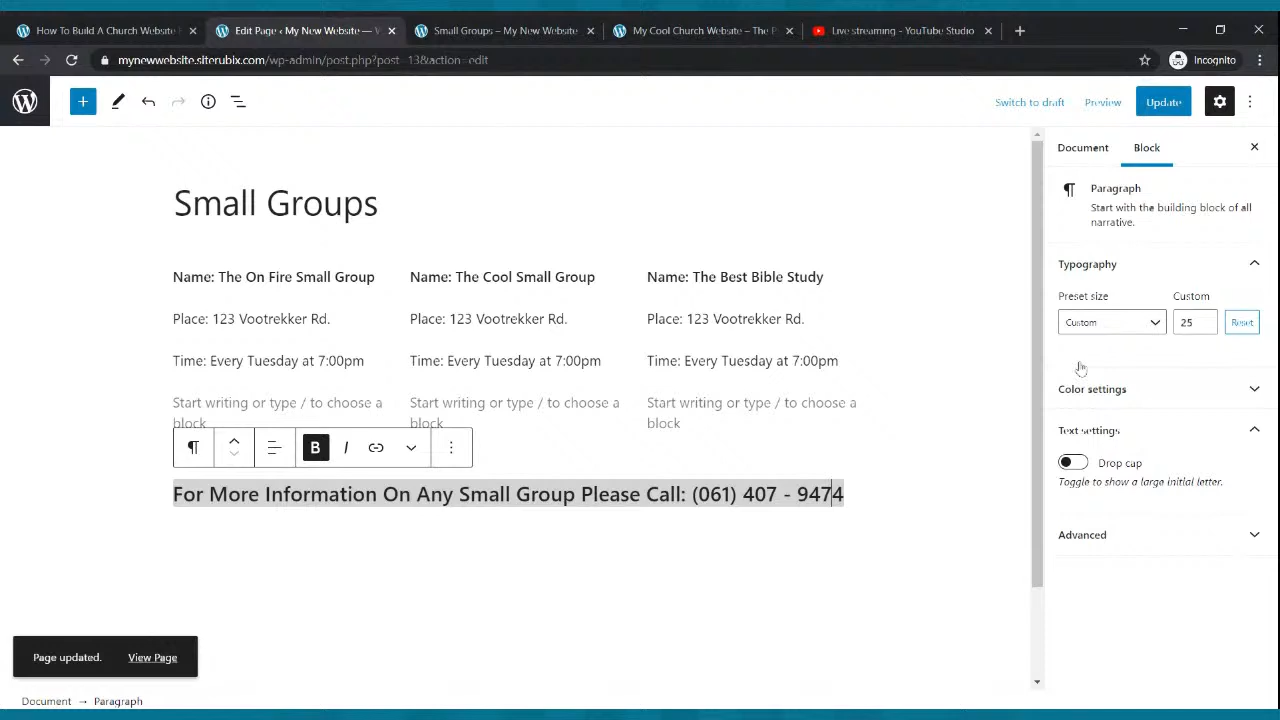 How To Build A Church Website
Edit Page ‹ My New Website —
Small Groups – My New Website
My Cool Church Website – The P
Live streaming - YouTube Studio
mynewwebsite.siterubix.com/wp-admin/post.php?post=13&action=edit
Incognito
Switch to draft
Preview
Update
Document
Block
Small Groups
Paragraph
Start with the building block of all
narrative.
Typography
Preset size
Custom
Custom
25
Reset
Name: The On Fire Small Group
Name: The Cool Small Group
Name: The Best Bible Study
Place: 123 Vootrekker Rd.
Place: 123 Vootrekker Rd.
Place: 123 Vootrekker Rd.
Time: Every Tuesday at 7:00pm
Time: Every Tuesday at 7:00pm
Time: Every Tuesday at 7:00pm
Start writing or type / to choose a
block
Start writing or type / to choose a
block
Start writing or type / to choose a
block
B
I
For More Information On Any Small Group Please Call: (061) 407 - 9474
Color settings
Text settings
Drop cap
Toggle to show a large initial letter.
Advanced
Page updated.
View Page
Document → Paragraph